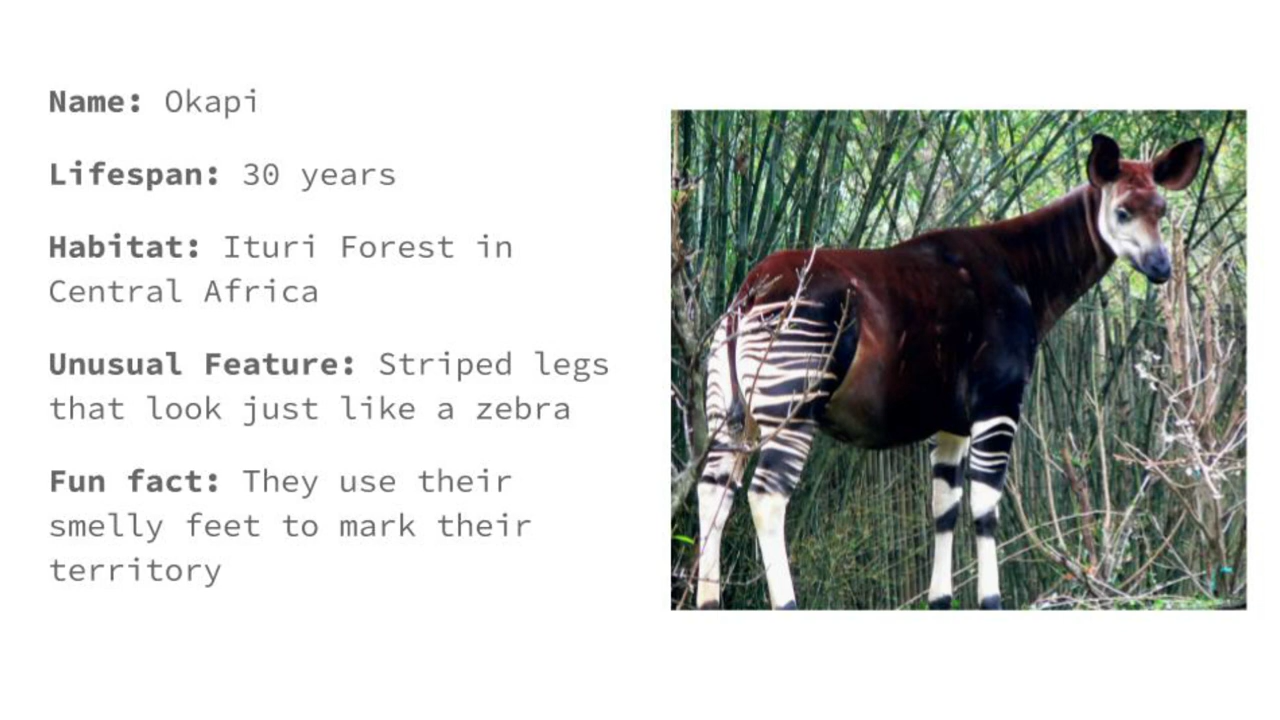 Name: Okapi
Lifespan: 30 years
Habitat: Ituri Forest in
Central Africa
Unusual Feature: Striped legs
that look just like a zebra
Fun fact: They use their
smelly feet to mark their
territory